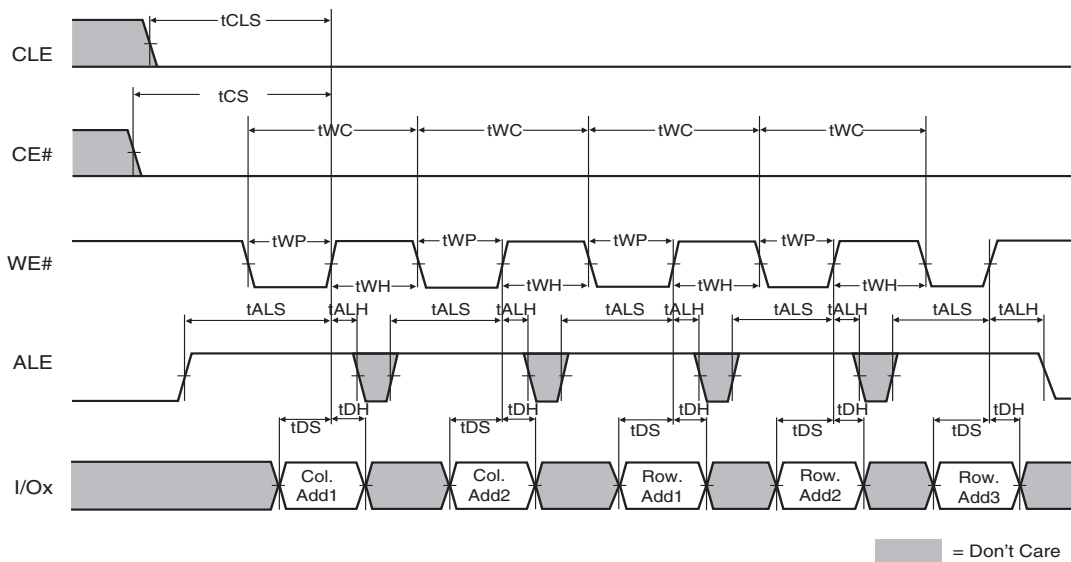 tCLS
CLE
tCS
tWC tWC tWC tWC
CE#
tWP tWP tWP tWP
WE#
tWH tWH tWH tWH
tALS tALH tALS tALH tALS tALH tALS tALH tALS tALH
ALE
tDH tDH tDH tDH tDH
tDS tDS tDS tDS tDS
I/Ox
Col. Col. Row. Row. Row.
Add1 Add2 Add1 Add2 Add3
= Don't Care